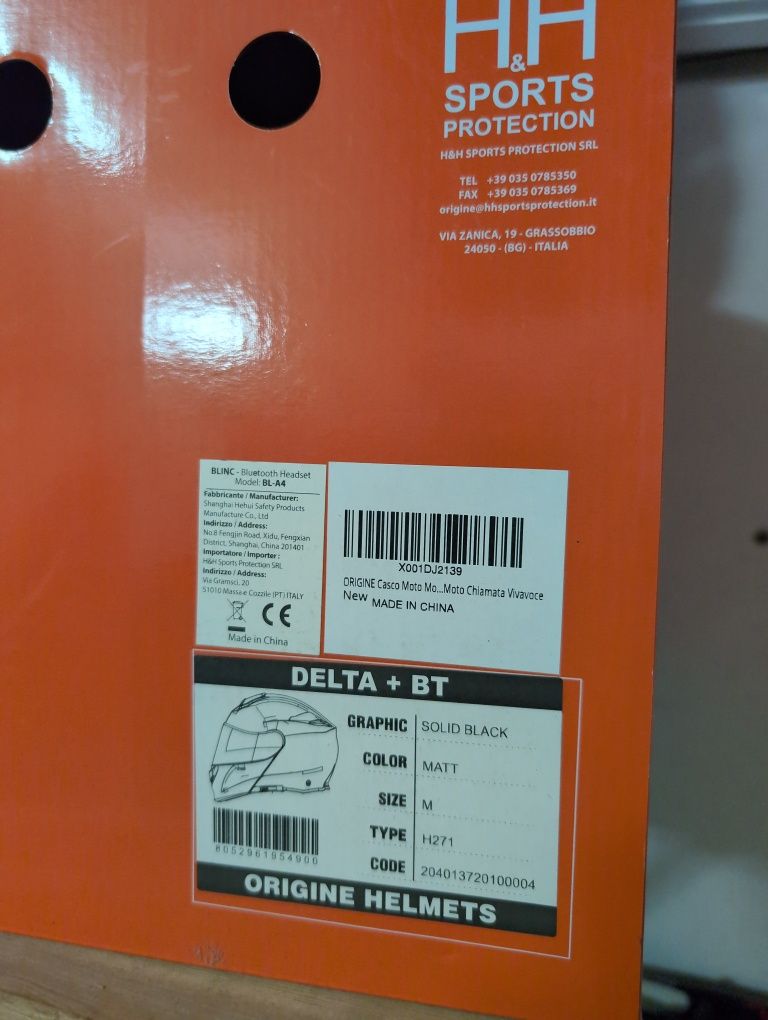 HH
&
SPORTS
PROTECTION
H&H SPORTS PROTECTION SRL
TEL +39 035 0785350
FAX +39 035 0785369
origine@hhsportsprotection.it
VIA ZANICA, 19 - GRASSOBBIO
24050 - (BG) - ITALIA
BLINC - Bluetooth Headset
Model: BL-A4
Fabbricante / Manufacturer:
Shanghai Hehui Safety Products
Manufacture Co., Ltd
Indirizzo / Address:
No.8 Fengjin Road, Xidu, Fengxian
District, Shanghai, China 201401
Importatore / Importer:
H&H Sports Protection SRL
Indirizzo / Address:
Via Gramsci, 20
51010 Massa e Cozzile (PT) ITALY
CE
Made in China
X001DJ2139
ORIGINE Casco Moto Mo...Moto Chiamata Vivavoce
New MADE IN CHINA
DELTA + BT
GRAPHIC SOLID BLACK
COLOR MATT
SIZE M
TYPE H271
CODE 204013720100004
8052961954900
ORIGINE HELMETS